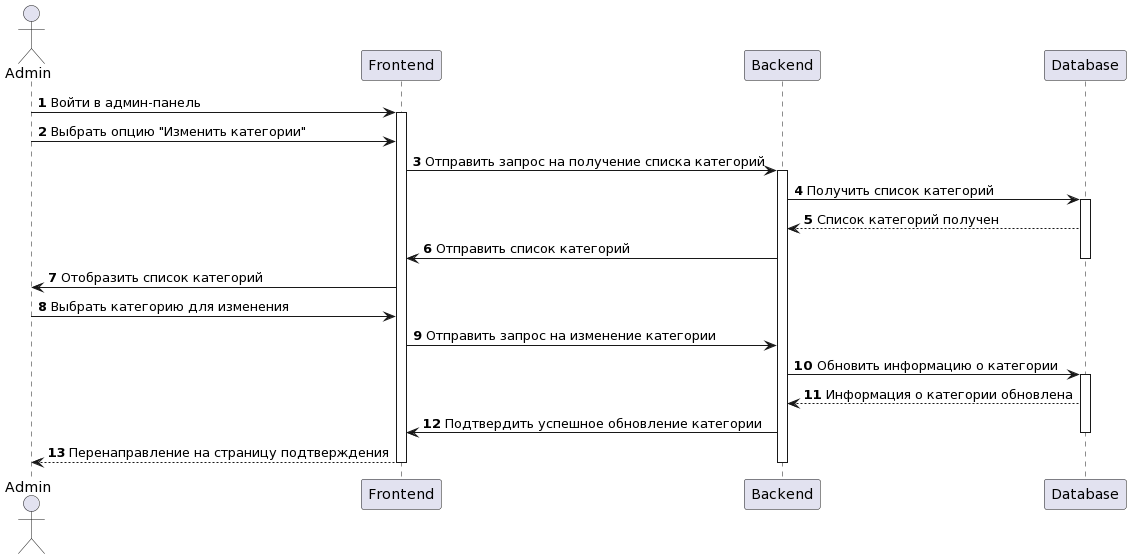 Admin
Frontend
Backend
Database
1 Войти в админ-панель
2 Выбрать опцию "Изменить категории"
3 Отправить запрос на получение списка категорий
4 Получить список категорий
5 Список категорий получен
6 Отправить список категорий
7 Отобразить список категорий
8 Выбрать категорию для изменения
9 Отправить запрос на изменение категории
10 Обновить информацию о категории
11 Информация о категории обновлена
12 Подтвердить успешное обновление категории
13 Перенаправление на страницу подтверждения
Admin
Frontend
Backend
Database